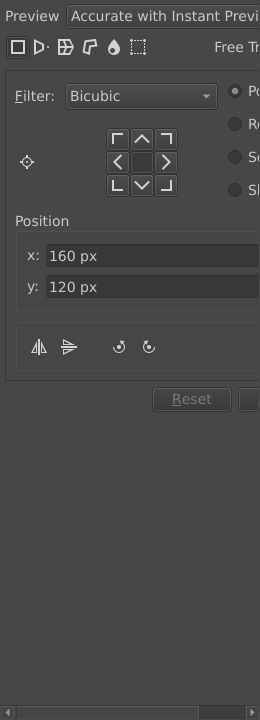 Preview Accurate with Instant Previ
Free Tr
Filter: Bicubic
Position
x: 160 px
y: 120 px
Reset